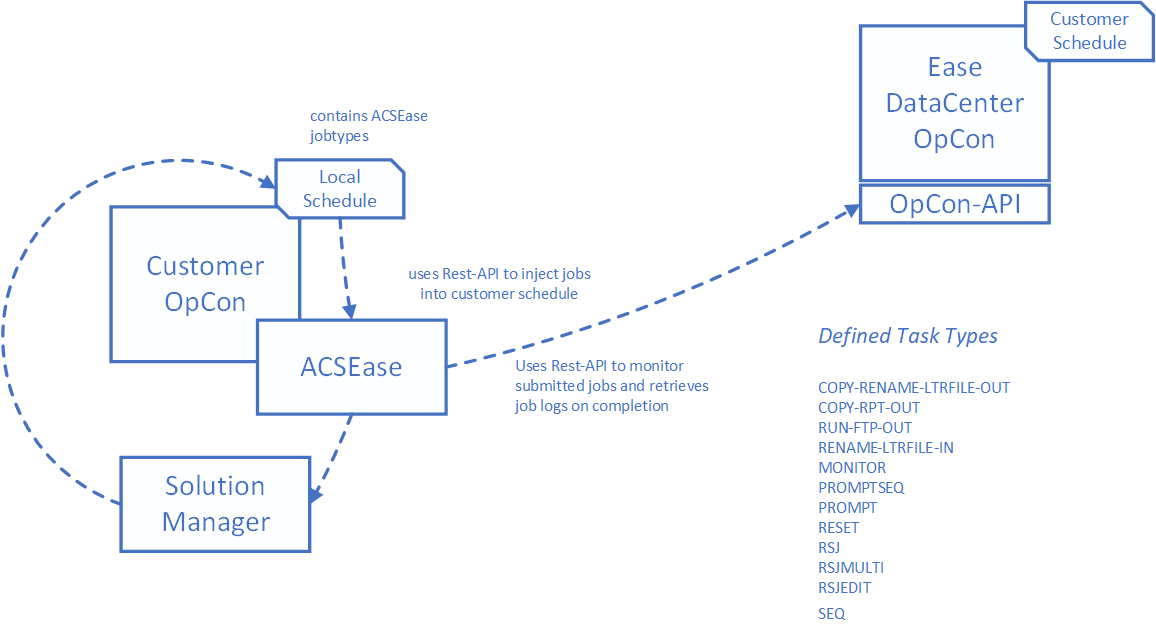 Customer
Schedule
Ease
DataCenter
OpCon
OpCon-API
contains ACSEase
jobtypes
Local
Schedule
Customer
OpCon
uses Rest-API to inject jobs
into customer schedule
ACSEase
Uses Rest-API to monitor
submitted jobs and retrieves
job logs on completion
Solution
Manager
Defined Task Types
COPY-RENAME-LTRFILE-OUT
COPY-RPT-OUT
RUN-FTP-OUT
RENAME-LTRFILE-IN
MONITOR
PROMPTSEQ
PROMPT
RESET
RSJ
RSJMULTI
RSJEDIT
SEQ